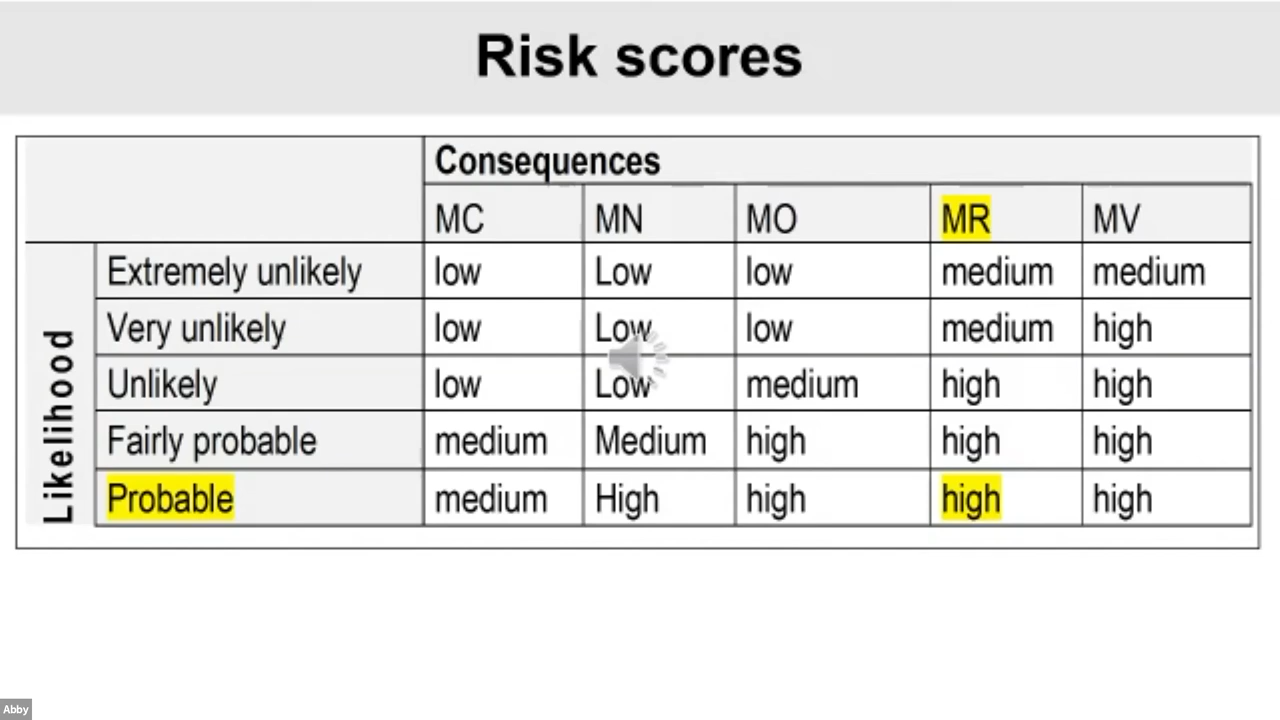 Risk scores
Consequences
MC MN MO MR MV
Likelihood
Extremely unlikely low Low low medium medium
Very unlikely low Low low medium high
Unlikely low Low medium high high
Fairly probable medium Medium high high high
Probable medium High high high high
Abby